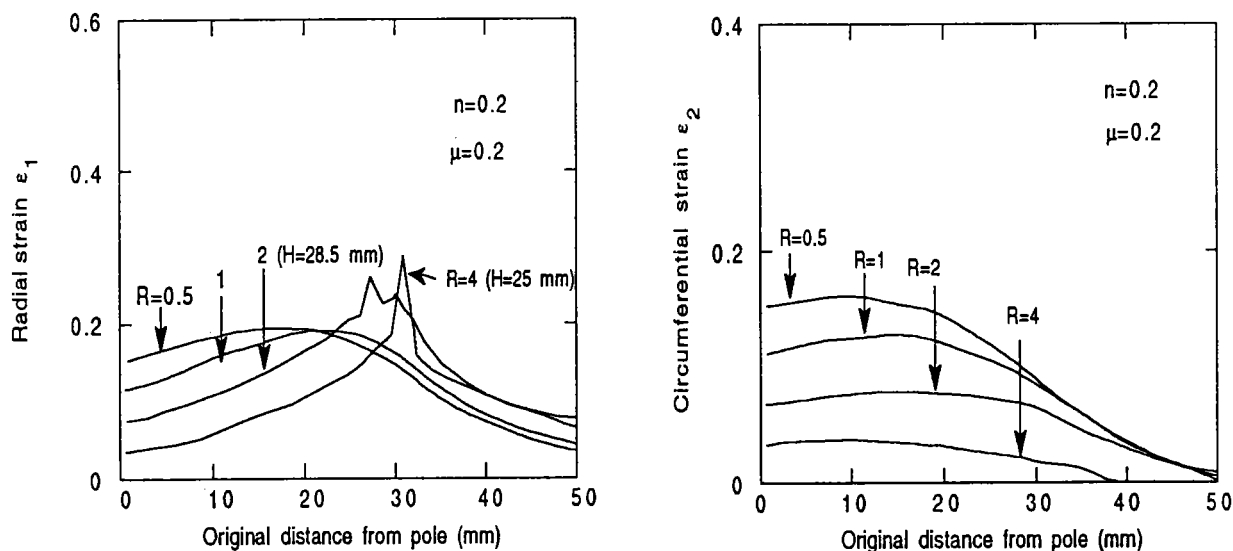 0.6
n=0.2
μ=0.2
0.4
2 (H=28.5 mm)
1
R=0.5
R=4 (H=25 mm)
0.2
0
0 10 20 30 40 50
Radial strain ε1
Original distance from pole (mm)
0.4
n=0.2
μ=0.2
0.2
R=0.5
R=1
R=2
R=4
0
0 10 20 30 40 50
Circumferential strain ε2
Original distance from pole (mm)